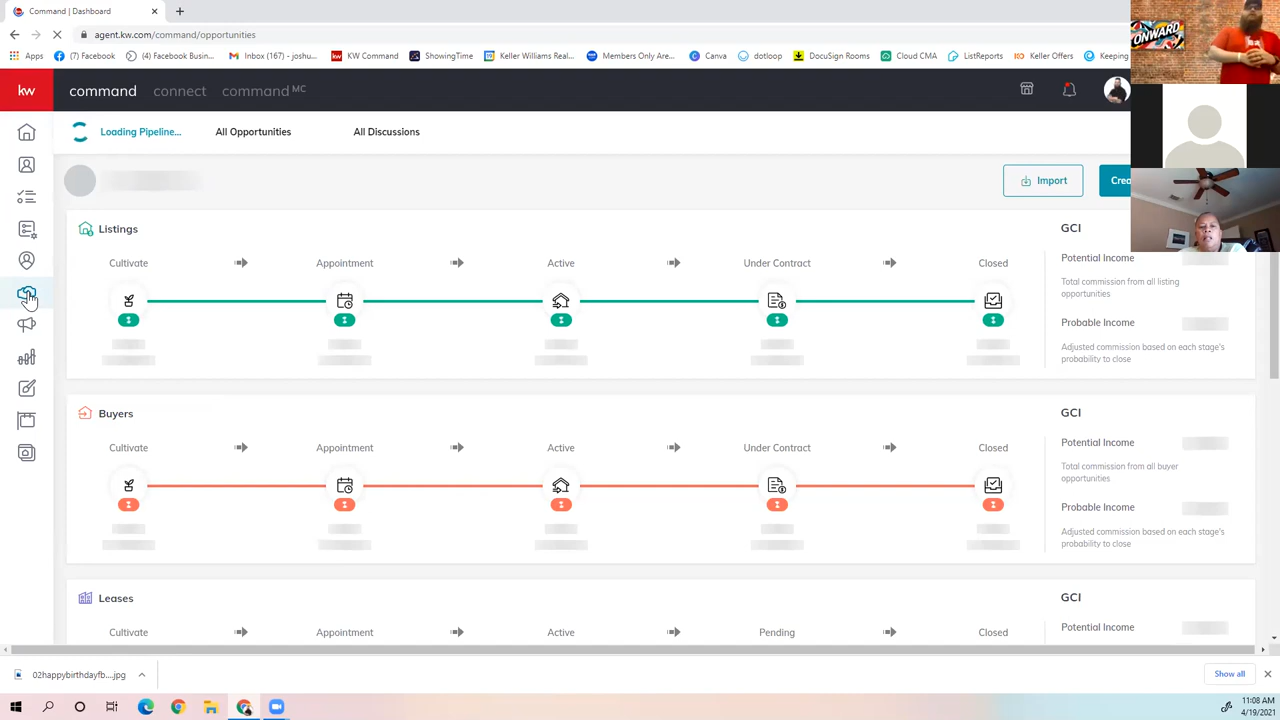 Command | Dashboard
agent.kw.com/command/opportunities
Apps (7) Facebook (4) Facebook Busin... Inbox (167) - joshu... KW Command ShowingTime Keller Williams Real... Members Only Are... Canva dotloop DocuSign Rooms Cloud CMA ListReports Keller Offers Keeping
ONWARD
kw command connect command MC
Loading Pipeline... All Opportunities All Discussions
Import Crea
Listings GCI
Cultivate Appointment Active Under Contract Closed
Potential Income
Total commission from all listing
opportunities
Probable Income
Adjusted commission based on each stage's
probability to close
Buyers GCI
Cultivate Appointment Active Under Contract Closed
Potential Income
Total commission from all buyer
opportunities
Probable Income
Adjusted commission based on each stage's
probability to close
Leases GCI
Cultivate Appointment Active Pending Closed
Potential Income
02happybirthdayfb....jpg Show all
11:08 AM
4/19/2021